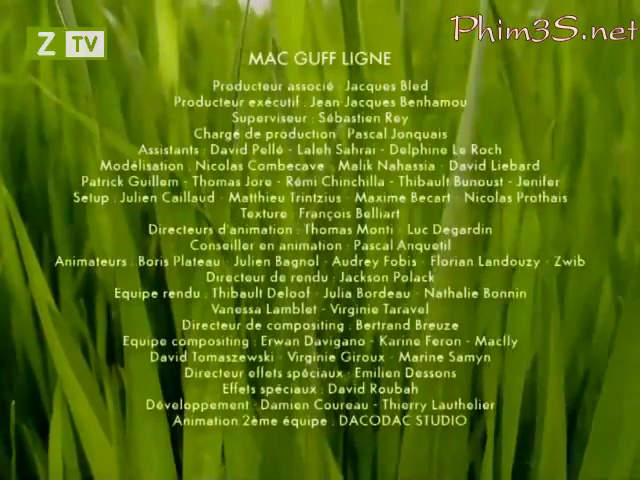 Z TV
Phim3S.net
MAC GUFF LIGNE
Producteur associé : Jacques Bled
Producteur exécutif : Jean Jacques Benhamou
Superviseur : Sébastien Rey
Chargé de production : Pascal Jonquais
Assistants : David Pellé - Laleh Sahrai - Delphine Le Roch
Modélisation : Nicolas Combecave - Malik Nahassia - David Liebard
Patrick Guillem - Thomas Jore - Rémi Chinchilla - Thibault Bunoust - Jenifer
Setup : Julien Caillaud - Matthieu Trintzius - Maxime Becart - Nicolas Prothais
Texture : François Belliart
Directeurs d'animation : Thomas Monti - Luc Degardin
Conseiller en animation : Pascal Anquetil
Animateurs : Boris Plateau - Julien Bagnol - Audrey Fobis - Florian Landouzy - Zwib
Directeur de rendu : Jackson Polack
Equipe rendu : Thibault Deloof - Julia Bordeau - Nathalie Bonnin
Vanessa Lamblet - Virginie Taravel
Directeur de compositing : Bertrand Breuze
Equipe compositing : Erwan Davigano - Karine Feron - Maclly
David Tomaszewski - Virginie Giroux - Marine Samyn
Directeur effets spéciaux : Emilien Dessons
Effets spéciaux : David Roubah
Développement : Damien Coureau - Thierry Lauthelier
Animation 2ème équipe : DACODAC STUDIO